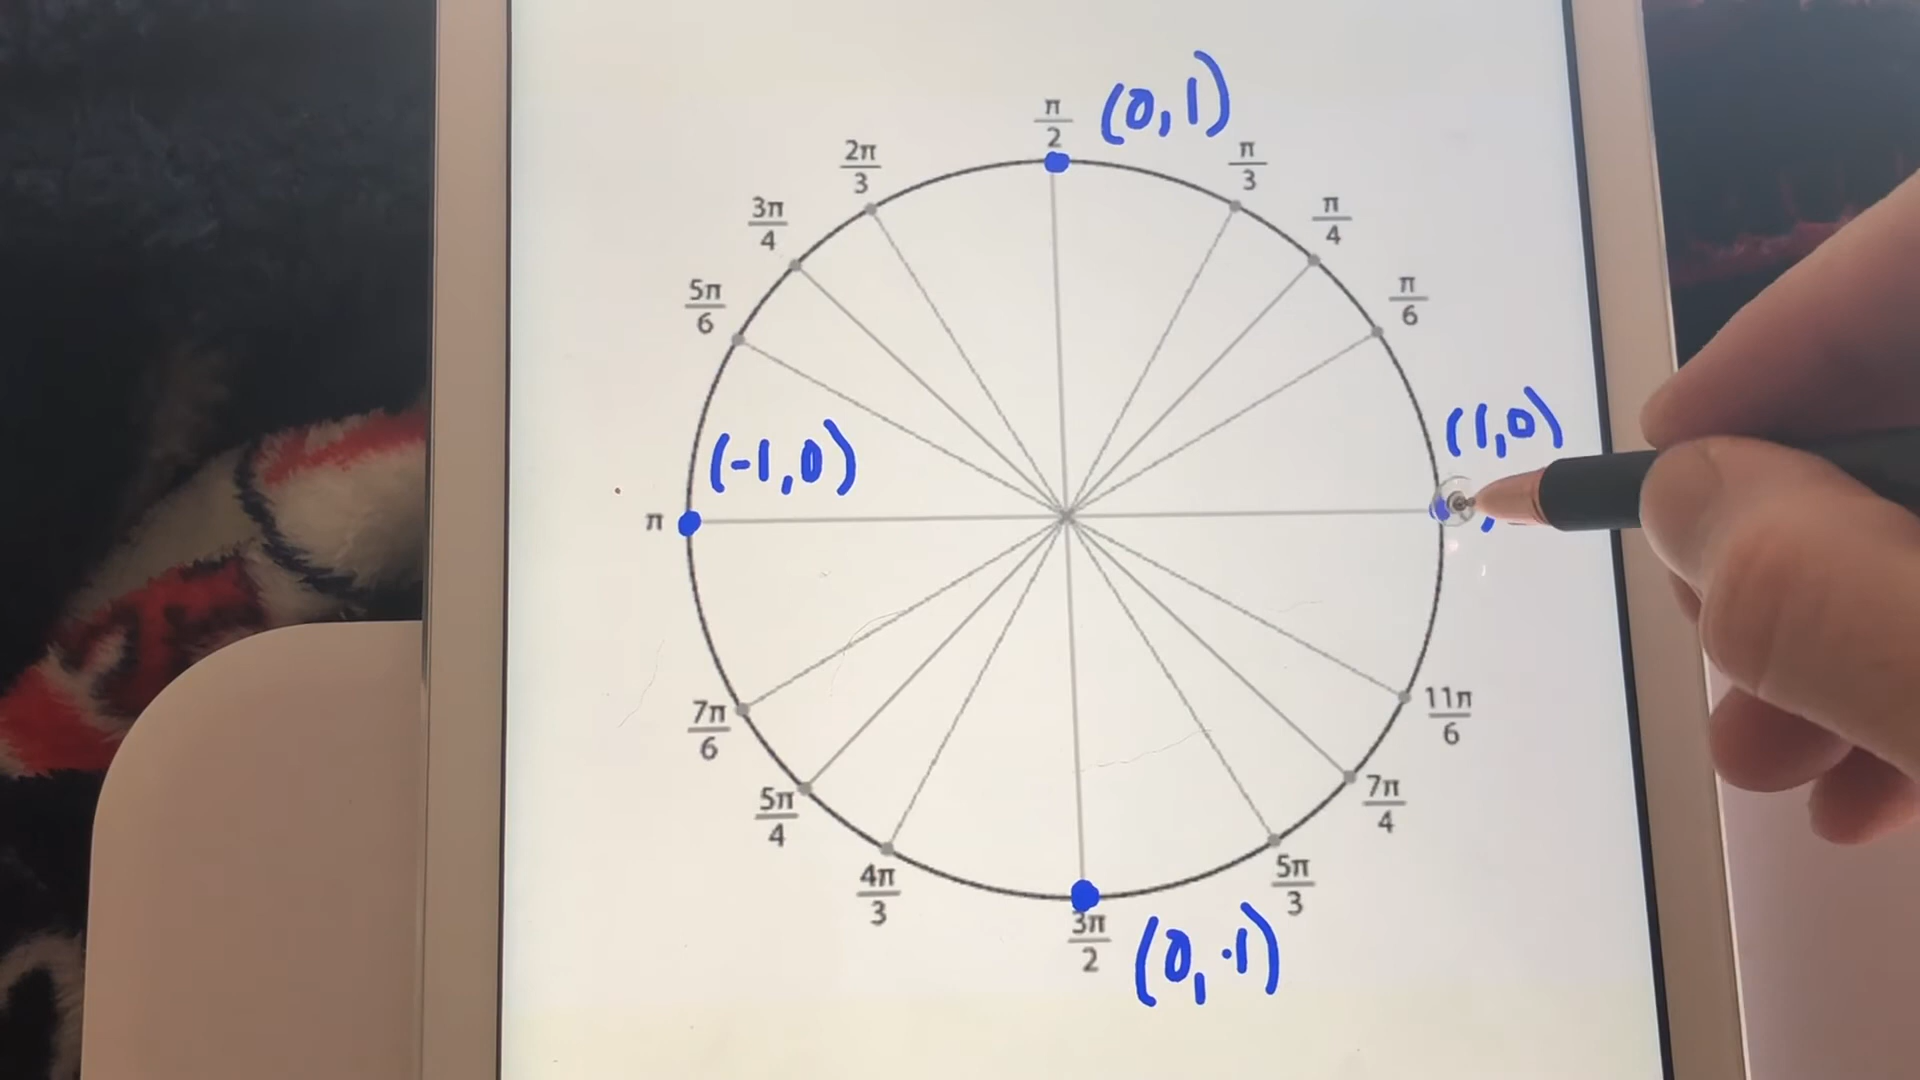 π/2 (0,1)
2π/3
π/3
3π/4
π/4
5π/6
π/6
(-1,0)
(1,0)
π
7π/6
11π/6
5π/4
7π/4
4π/3
5π/3
3π/2 (0,-1)